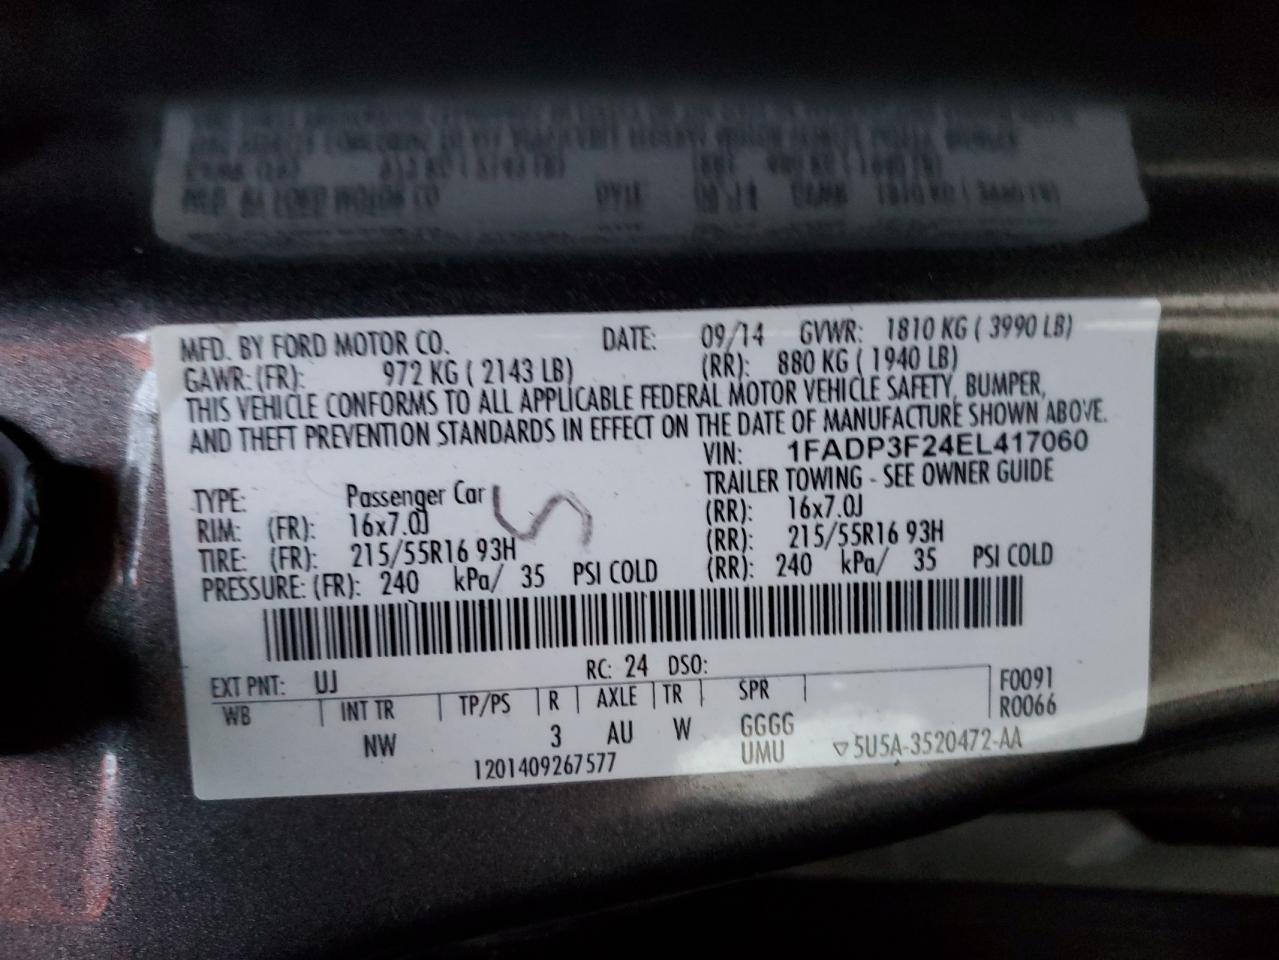 MFD. BY FORD MOTOR CO. DATE: 09/14 GVWR: 1810 KG ( 3990 LB)
GAWR:(FR): 972 KG ( 2143 LB) (RR): 880 KG ( 1940 LB)
THIS VEHICLE CONFORMS TO ALL APPLICABLE FEDERAL MOTOR VEHICLE SAFETY, BUMPER,
AND THEFT PREVENTION STANDARDS IN EFFECT ON THE DATE OF MANUFACTURE SHOWN ABOVE.
VIN: 1FADP3F24EL417060
TYPE: Passenger Car TRAILER TOWING - SEE OWNER GUIDE
RIM: (FR): 16x7.0J (RR): 16x7.0J
TIRE: (FR): 215/55R16 93H (RR): 215/55R16 93H
PRESSURE: (FR): 240 kPa/ 35 PSI COLD (RR): 240 kPa/ 35 PSI COLD
EXT PNT: UJ RC: 24 DSO:
WB INT TR TP/PS R AXLE TR SPR F0091
R0066
NW 3 AU W GGGG
1201409267577 UMU ▽5U5A-3520472-AA